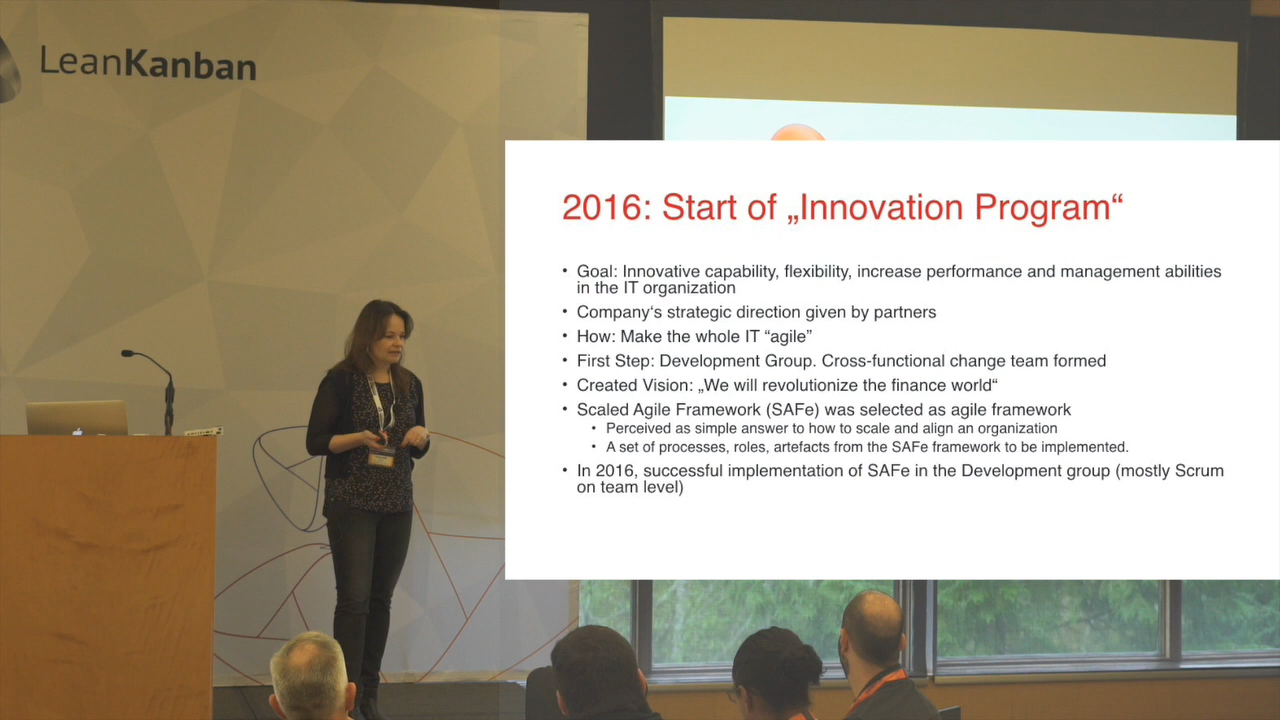 LeanKanban
2016: Start of „Innovation Program“
• Goal: Innovative capability, flexibility, increase performance and management abilities
in the IT organization
• Company‘s strategic direction given by partners
• How: Make the whole IT “agile”
• First Step: Development Group. Cross-functional change team formed
• Created Vision: „We will revolutionize the finance world“
• Scaled Agile Framework (SAFe) was selected as agile framework
• Perceived as simple answer to how to scale and align an organization
• A set of processes, roles, artefacts from the SAFe framework to be implemented.
• In 2016, successful implementation of SAFe in the Development group (mostly Scrum
on team level)